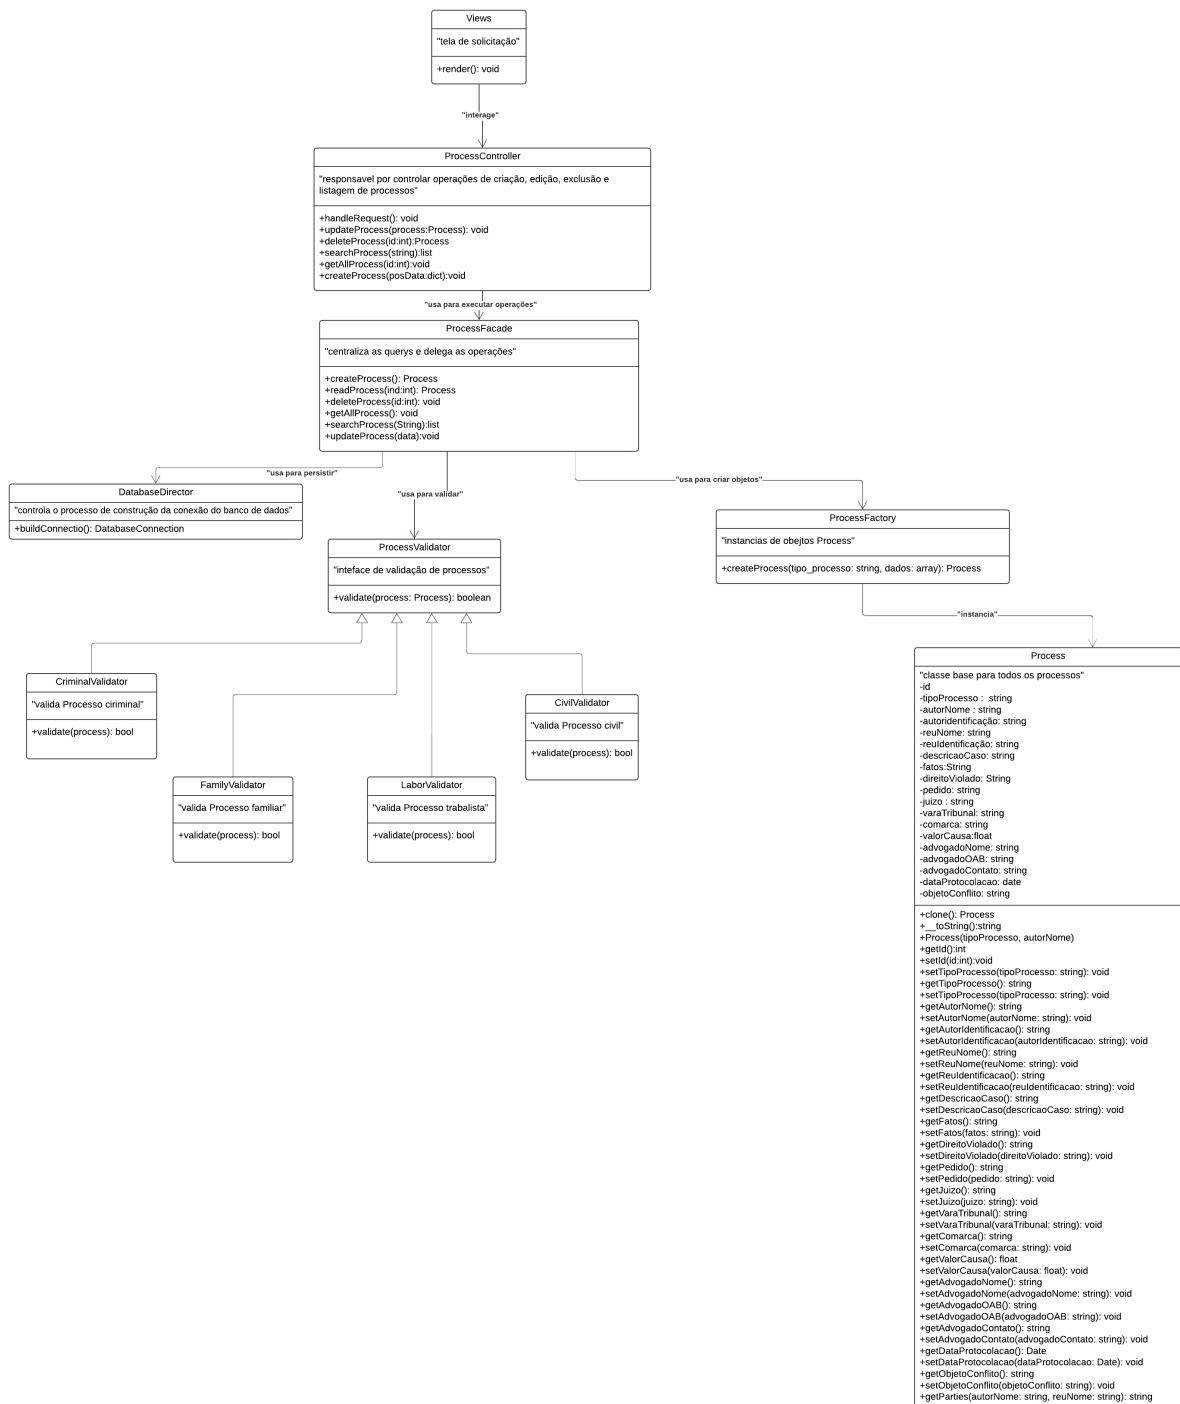 Views
"tela de solicitação"
+render(): void
"interage"
ProcessController
"responsavel por controlar operações de criação, edição, exclusão e
listagem de processos"
+handleRequest(): void
+updateProcess(process:Process): void
+deleteProcess(id:int):Process
+searchProcess(string):list
+getAllProcess(id:int):void
+createProcess(posData:dict):void
"usa para executar operações"
ProcessFacade
"centraliza as querys e delega as operações"
+createProcess(): Process
+readProcess(ind:int): Process
+deleteProcess(id:int): void
+getAllProcess(): void
+searchProcess(String):list
+updateProcess(data):void
"usa para persistir"
"usa para validar"
"usa para criar objetos"
DatabaseDirector
"controla o processo de construção da conexão do banco de dados"
+buildConnectio(): DatabaseConnection
ProcessValidator
"inteface de validação de processos"
+validate(process: Process): boolean
ProcessFactory
"instancias de obejtos Process"
+createProcess(tipo_processo: string, dados: array): Process
"instancia"
CriminalValidator
"valida Processo ciriminal"
+validate(process): bool
FamilyValidator
"valida Processo familiar"
+validate(process): bool
LaborValidator
"valida Processo trabalista"
+validate(process): bool
CivilValidator
"valida Processo civil"
+validate(process): bool
Process
"classe base para todos os processos"
-id
-tipoProcesso :  string
-autorNome : string
-autoridentificação: string
-reuNome: string
-reuIdentificação: string
-descricaoCaso: string
-fatos:String
-direitoViolado: String
-pedido: string
-juizo : string
-varaTribunal: string
-comarca: string
-valorCausa:float
-advogadoNome: string
-advogadoOAB: string
-advogadoContato: string
-dataProtocolacao: date
-objetoConflito: string
+clone(): Process
+__toString():string
+Process(tipoProcesso, autorNome)
+getId():int
+setId(id:int):void
+setTipoProcesso(tipoProcesso: string): void
+getTipoProcesso(): string
+setTipoProcesso(tipoProcesso: string): void
+getAutorNome(): string
+setAutorNome(autorNome: string): void
+getAutorIdentificacao(): string
+setAutorIdentificacao(autorIdentificacao: string): void
+getReuNome(): string
+setReuNome(reuNome: string): void
+getReuIdentificacao(): string
+setReuIdentificacao(reuIdentificacao: string): void
+getDescricaoCaso(): string
+setDescricaoCaso(descricaoCaso: string): void
+getFatos(): string
+setFatos(fatos: string): void
+getDireitoViolado(): string
+setDireitoViolado(direitoViolado: string): void
+getPedido(): string
+setPedido(pedido: string): void
+getJuizo(): string
+setJuizo(juizo: string): void
+getVaraTribunal(): string
+setVaraTribunal(varaTribunal: string): void
+getComarca(): string
+setComarca(comarca: string): void
+getValorCausa(): float
+setValorCausa(valorCausa: float): void
+getAdvogadoNome(): string
+setAdvogadoNome(advogadoNome: string): void
+getAdvogadoOAB(): string
+setAdvogadoOAB(advogadoOAB: string): void
+getAdvogadoContato(): string
+setAdvogadoContato(advogadoContato: string): void
+getDataProtocolacao(): Date
+setDataProtocolacao(dataProtocolacao: Date): void
+getObjetoConflito(): string
+setObjetoConflito(objetoConflito: string): void
+getParties(autorNome: string, reuNome: string): string